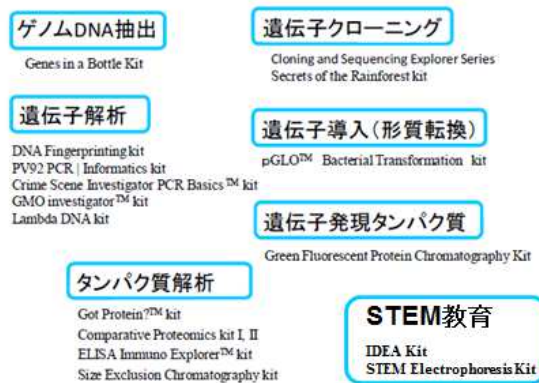 ゲノムDNA抽出
Genes in a Bottle Kit
遺伝子クローニング
Cloning and Sequencing Explorer Series
Secrets of the Rainforest kit
遺伝子解析
DNA Fingerprinting kit
PV92 PCR | Informatics kit
Crime Scene Investigator PCR Basics™ kit
GMO investigator™ kit
Lambda DNA kit
遺伝子導入（形質転換）
pGLO™ Bacterial Transformation kit
遺伝子発現タンパク質
Green Fluorescent Protein Chromatography Kit
タンパク質解析
Got Protein?™ kit
Comparative Proteomics kit I, II
ELISA Immuno Explorer™ kit
Size Exclusion Chromatography kit
STEM教育
IDEA Kit
STEM Electrophoresis Kit